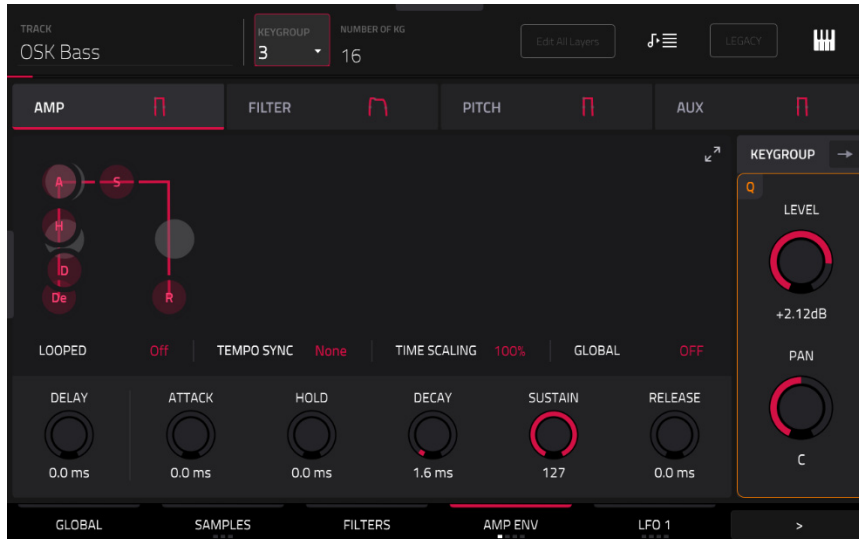 TRACK
OSK Bass
KEYGROUP
3
NUMBER OF KG
16
Edit All Layers
LEGACY
AMP
FILTER
PITCH
AUX
A
S
H
D
De
R
LOOPED Off
TEMPO SYNC None
TIME SCALING 100%
GLOBAL OFF
DELAY
0.0 ms
ATTACK
0.0 ms
HOLD
0.0 ms
DECAY
1.6 ms
SUSTAIN
127
RELEASE
0.0 ms
KEYGROUP →
Q
LEVEL
+2.12dB
PAN
C
GLOBAL
SAMPLES
FILTERS
AMP ENV
LFO 1
>